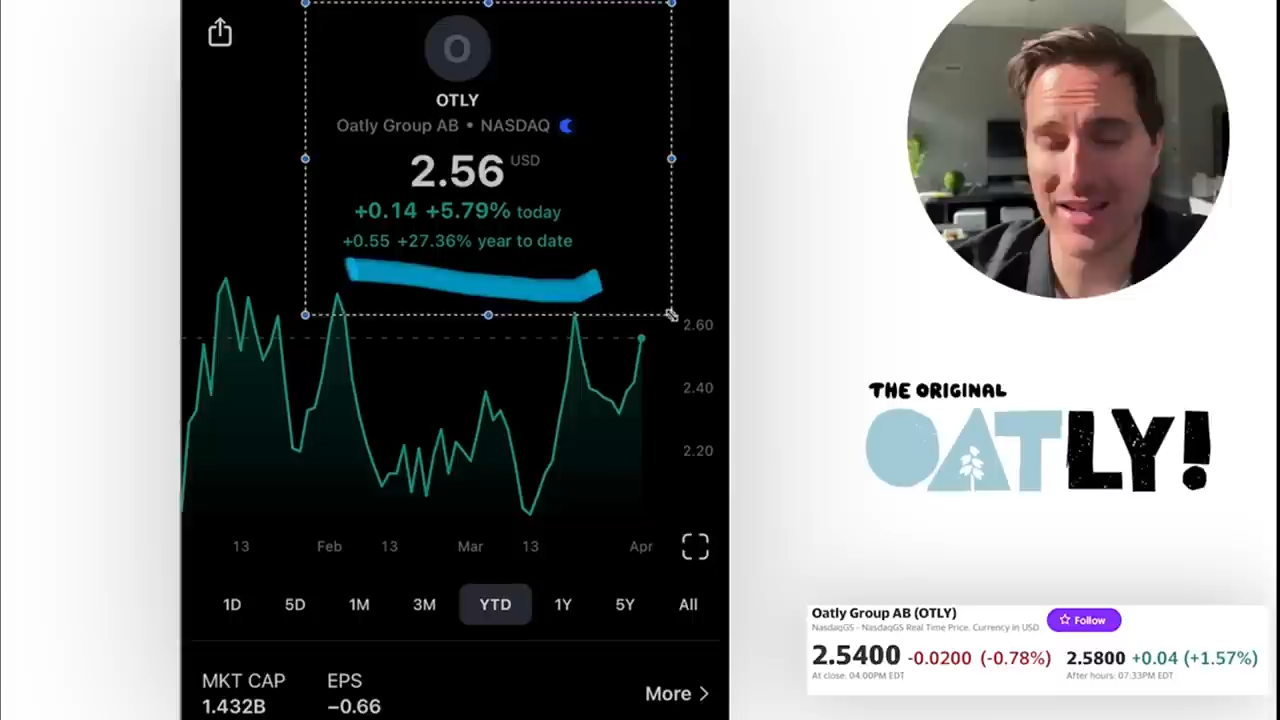 O
OTLY
Oatly Group AB • NASDAQ
2.56 USD
+0.14 +5.79% today
+0.55 +27.36% year to date
2.60
2.40
2.20
13 Feb 13 Mar 13 Apr
1D 5D 1M 3M YTD 1Y 5Y All
MKT CAP EPS
1.432B −0.66
More >
THE ORIGINAL
OATLY!
Oatly Group AB (OTLY)
Follow
NasdaqGS - NasdaqGS Real Time Price. Currency in USD
2.5400 -0.0200 (-0.78%) 2.5800 +0.04 (+1.57%)
At close: 04:00PM EDT After hours: 07:33PM EDT